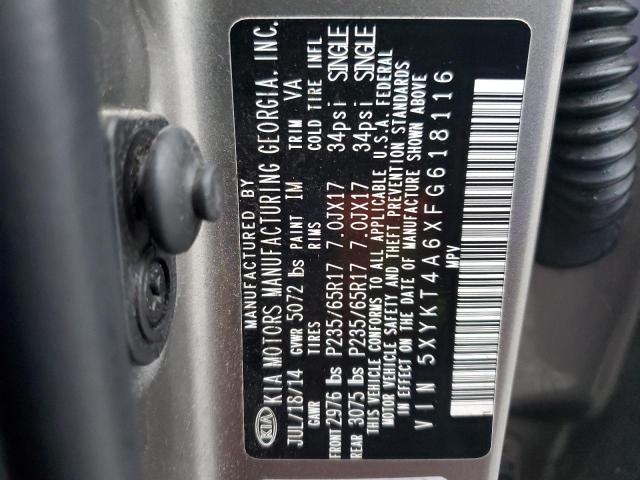 MANUFACTURED BY
KIA KIA MOTORS MANUFACTURING GEORGIA, INC.
JUL/18/14 GVWR 5072 lbs PAINT IM TRIM VA
GAWR TIRES RIMS COLD TIRE INFL
FRONT 2976 lbs P235/65R17 7.0JX17 34psi SINGLE
REAR 3075 lbs P235/65R17 7.0JX17 34psi SINGLE
THIS VEHICLE CONFORMS TO ALL APPLICABLE U.S.A. FEDERAL
MOTOR VEHICLE SAFETY AND THEFT PREVENTION STANDARDS
IN EFFECT ON THE DATE OF MANUFACTURE SHOWN ABOVE
VIN 5XYKT4A6XFG618116
MPV